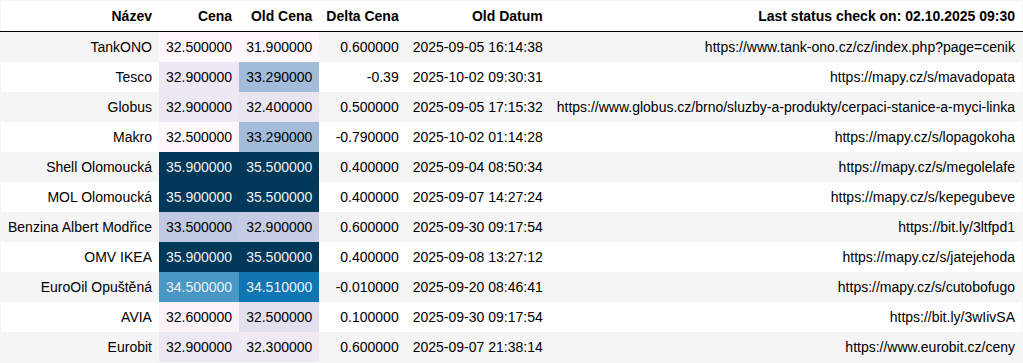 Název Cena Old Cena Delta Cena Old Datum Last status check on: 02.10.2025 09:30
TankONO 32.500000 31.900000 0.600000 2025-09-05 16:14:38 https://www.tank-ono.cz/cz/index.php?page=cenik
Tesco 32.900000 33.290000 -0.39 2025-10-02 09:30:31 https://mapy.cz/s/mavadopata
Globus 32.900000 32.400000 0.500000 2025-09-05 17:15:32 https://www.globus.cz/brno/sluzby-a-produkty/cerpaci-stanice-a-myci-linka
Makro 32.500000 33.290000 -0.790000 2025-10-02 01:14:28 https://mapy.cz/s/lopagokoha
Shell Olomoucká 35.900000 35.500000 0.400000 2025-09-04 08:50:34 https://mapy.cz/s/megolelafe
MOL Olomoucká 35.900000 35.500000 0.400000 2025-09-07 14:27:24 https://mapy.cz/s/kepegubeve
Benzina Albert Modřice 33.500000 32.900000 0.600000 2025-09-30 09:17:54 https://bit.ly/3ltfpd1
OMV IKEA 35.900000 35.500000 0.400000 2025-09-08 13:27:12 https://mapy.cz/s/jatejehoda
EuroOil Opuštěná 34.500000 34.510000 -0.010000 2025-09-20 08:46:41 https://mapy.cz/s/cutobofugo
AVIA 32.600000 32.500000 0.100000 2025-09-30 09:17:54 https://bit.ly/3wIivSA
Eurobit 32.900000 32.300000 0.600000 2025-09-07 21:38:14 https://www.eurobit.cz/ceny